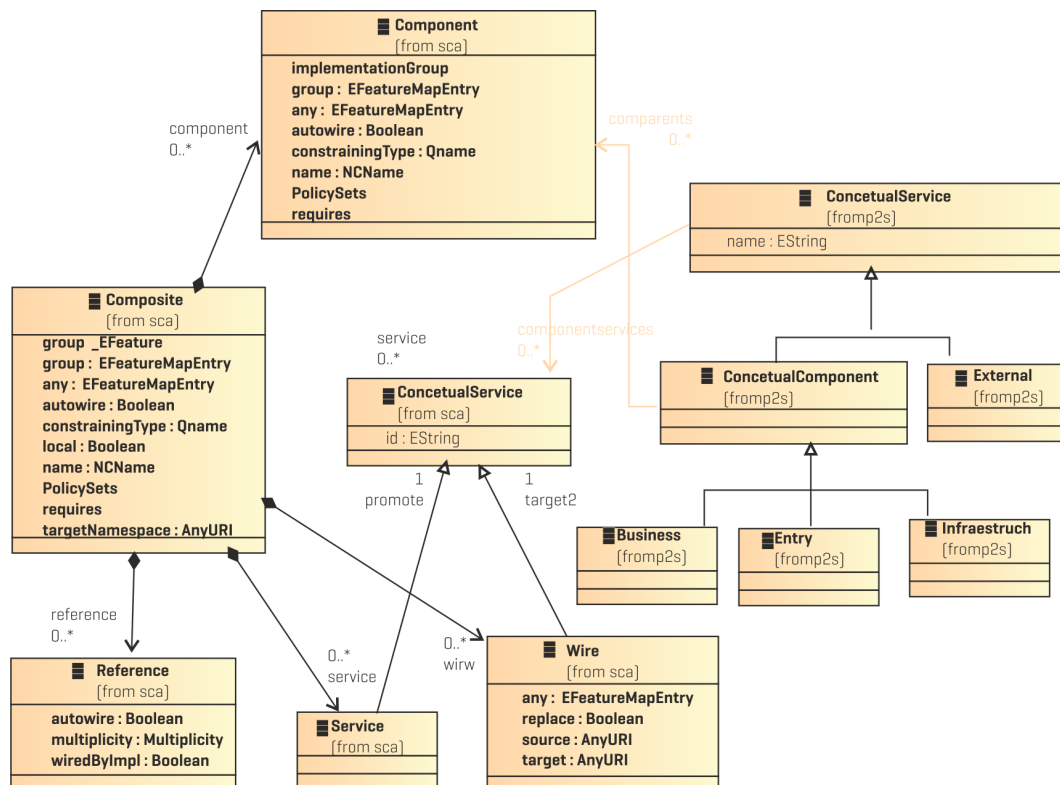 Component
(from sca)
implementationGroup
group : EFeatureMapEntry
any : EFeatureMapEntry
autowire : Boolean
constrainingType : Qname
name : NCName
PolicySets
requires
component
0..*
comparents
0..*
ConcetualService
(fromp2s)
name : EString
Composite
(from sca)
group _EFeature
group : EFeatureMapEntry
any : EFeatureMapEntry
autowire : Boolean
constrainingType : Qname
local : Boolean
name : NCName
PolicySets
requires
targetNamespace : AnyURI
service
0..*
componentservices
0..*
ConcetualService
(from sca)
id : EString
ConcetualComponent
(fromp2s)
External
(fromp2s)
1
promote
1
target2
Business
(fromp2s)
Entry
(fromp2s)
Infraestruch
(fromp2s)
reference
0..*
0..*
service
0..*
wirw
Reference
(from sca)
autowire : Boolean
multiplicity : Multiplicity
wiredByImpl : Boolean
Service
(from sca)
Wire
(from sca)
any : EFeatureMapEntry
replace : Boolean
source : AnyURI
target : AnyURI